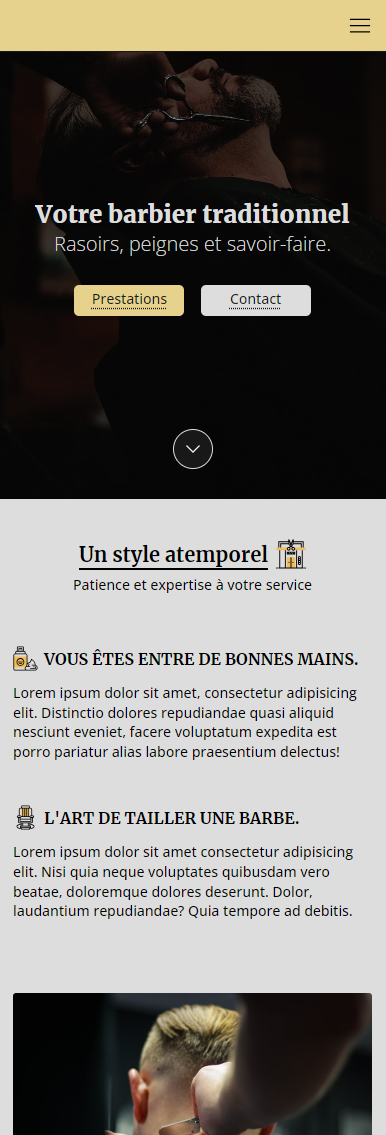 Votre barbier traditionnel
Rasoirs, peignes et savoir-faire.
Prestations
Contact
Un style atemporel
Patience et expertise à votre service
VOUS ÊTES ENTRE DE BONNES MAINS.
Lorem ipsum dolor sit amet, consectetur adipisicing
elit. Distinctio dolores repudiandae quasi aliquid
nesciunt eveniet, facere voluptatum expedita est
porro pariatur alias labore praesentium delectus!
L'ART DE TAILLER UNE BARBE.
Lorem ipsum dolor sit amet consectetur adipisicing
elit. Nisi quia neque voluptates quibusdam vero
beatae, doloremque dolores deserunt. Dolor,
laudantium repudiandae? Quia tempore ad debitis.